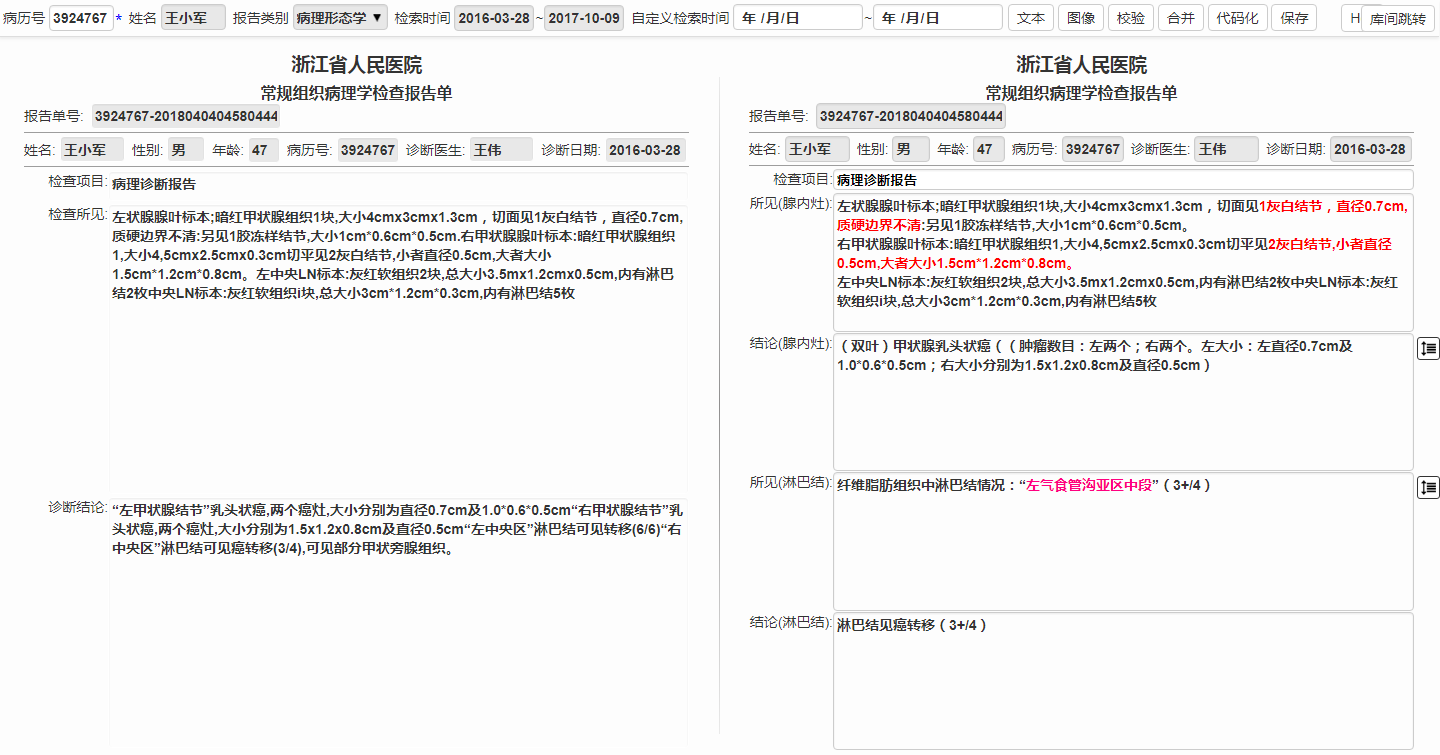 病历号 3924767 * 姓名 王小军 报告类别 病理形态学 ▼ 检索时间 2016-03-28 ~ 2017-10-09 自定义检索时间 年 /月/日 ~ 年 /月/日 文本 图像 校验 合并 代码化 保存 H 库间跳转
浙江省人民医院
常规组织病理学检查报告单
报告单号: 3924767-2018040404580444
姓名: 王小军 性别: 男 年龄: 47 病历号: 3924767 诊断医生: 王伟 诊断日期: 2016-03-28
检查项目: 病理诊断报告
检查所见: 左状腺腺叶标本;暗红甲状腺组织1块,大小4cmx3cmx1.3cm，切面见1灰白结节，直径0.7cm,
质硬边界不清:另见1胶冻样结节,大小1cm*0.6cm*0.5cm.右甲状腺腺叶标本:暗红甲状腺组织
1,大小4,5cmx2.5cmx0.3cm切平见2灰白结节,小者直径0.5cm,大者大小
1.5cm*1.2cm*0.8cm。左中央LN标本:灰红软组织2块,总大小3.5mx1.2cmx0.5cm,内有淋巴
结2枚中央LN标本:灰红软组织i块,总大小3cm*1.2cm*0.3cm,内有淋巴结5枚
诊断结论: “左甲状腺结节”乳头状癌,两个癌灶,大小分别为直径0.7cm及1.0*0.6*0.5cm“右甲状腺结节”乳
头状癌,两个癌灶,大小分别为1.5x1.2x0.8cm及直径0.5cm“左中央区”淋巴结可见转移(6/6)“右
中央区”淋巴结可见癌转移(3/4),可见部分甲状旁腺组织。
浙江省人民医院
常规组织病理学检查报告单
报告单号: 3924767-2018040404580444
姓名: 王小军 性别: 男 年龄: 47 病历号: 3924767 诊断医生: 王伟 诊断日期: 2016-03-28
检查项目: 病理诊断报告
所见(腺内灶): 左状腺腺叶标本;暗红甲状腺组织1块,大小4cmx3cmx1.3cm，切面见1灰白结节，直径0.7cm,
质硬边界不清:另见1胶冻样结节,大小1cm*0.6cm*0.5cm。
右甲状腺腺叶标本:暗红甲状腺组织1,大小4,5cmx2.5cmx0.3cm切平见2灰白结节,小者直径
0.5cm,大者大小1.5cm*1.2cm*0.8cm。
左中央LN标本:灰红软组织2块,总大小3.5mx1.2cmx0.5cm,内有淋巴结2枚中央LN标本:灰红
软组织i块,总大小3cm*1.2cm*0.3cm,内有淋巴结5枚
结论(腺内灶): （双叶）甲状腺乳头状癌（（肿瘤数目：左两个；右两个。左大小：左直径0.7cm及
1.0*0.6*0.5cm；右大小分别为1.5x1.2x0.8cm及直径0.5cm）
所见(淋巴结): 纤维脂肪组织中淋巴结情况：“左气食管沟亚区中段”（3+/4）
结论(淋巴结): 淋巴结见癌转移（3+/4）